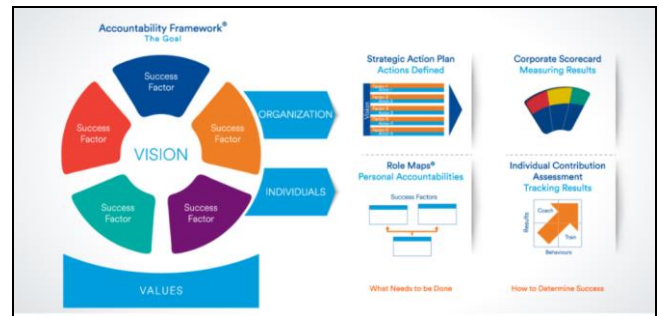 Accountability Framework®
The Goal
Success
Factor
Success
Factor
Success
Factor
Success
Factor
Success
Factor
VISION
VALUES
ORGANIZATION
INDIVIDUALS
Strategic Action Plan
Actions Defined
Vision
Corporate Scorecard
Measuring Results
Role Maps®
Personal Accountabilities
Success Factors
What Needs to be Done
Individual Contribution
Assessment
Tracking Results
Results
Coach
Train
Behaviours
How to Determine Success